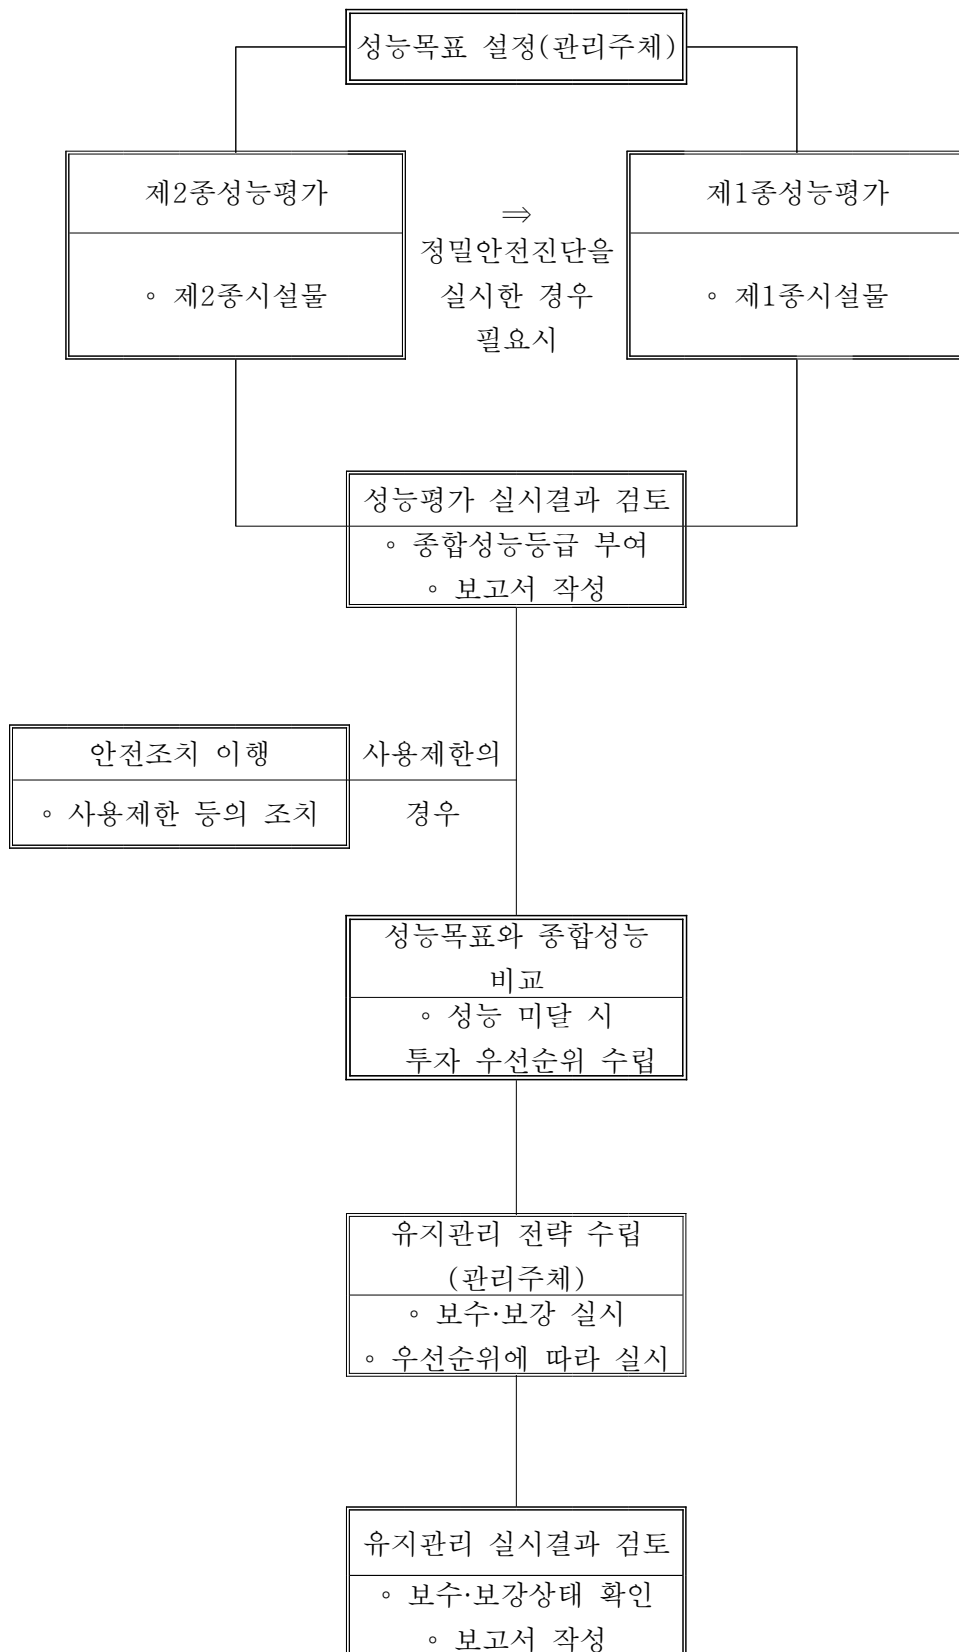 성능목표 설정(관리주체)
제2종성능평가
∘ 제2종시설물
⇒
정밀안전진단을
실시한 경우
필요시
제1종성능평가
∘ 제1종시설물
성능평가 실시결과 검토
∘ 종합성능등급 부여
∘ 보고서 작성
안전조치 이행
∘ 사용제한 등의 조치
사용제한의
경우
성능목표와 종합성능
비교
∘ 성능 미달 시
투자 우선순위 수립
유지관리 전략 수립
(관리주체)
∘ 보수·보강 실시
∘ 우선순위에 따라 실시
유지관리 실시결과 검토
∘ 보수·보강상태 확인
∘ 보고서 작성